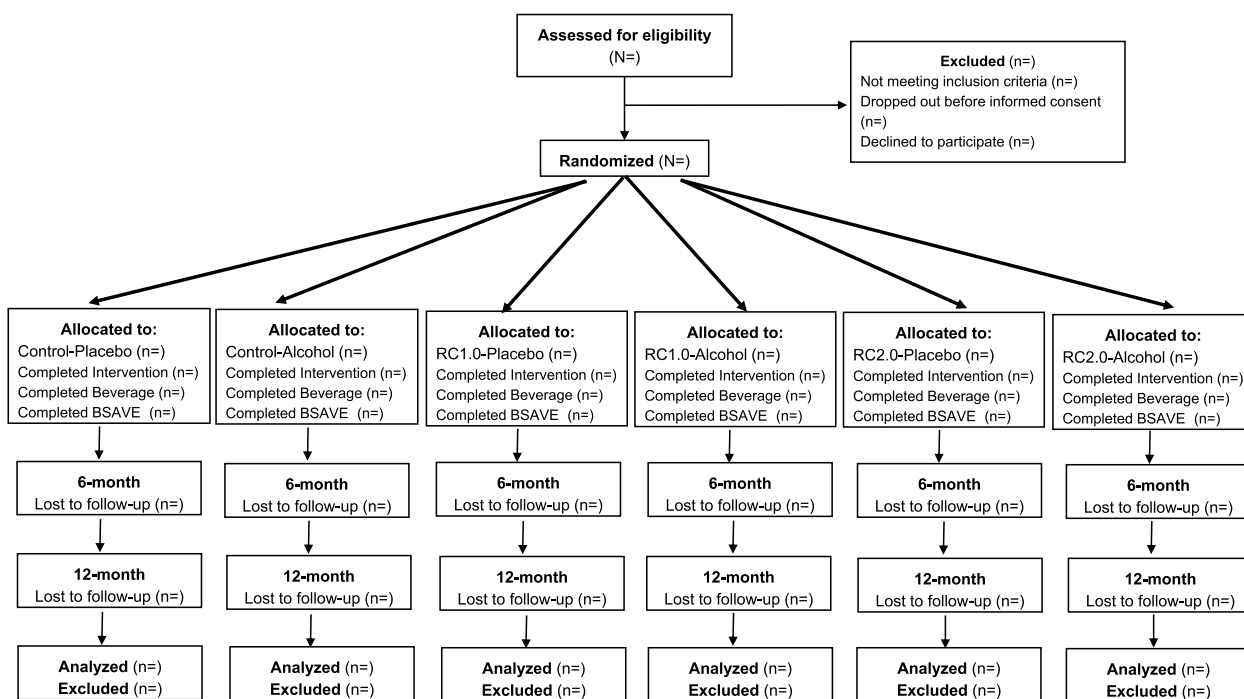 Assessed for eligibility
(N=)
Excluded (n=)
Not meeting inclusion criteria (n=)
Dropped out before informed consent
(n=)
Declined to participate (n=)
Randomized (N=)
Allocated to:
Control-Placebo (n=)
Completed Intervention (n=)
Completed Beverage (n=)
Completed BSAVE (n=)
Allocated to:
Control-Alcohol (n=)
Completed Intervention (n=)
Completed Beverage (n=)
Completed BSAVE (n=)
Allocated to:
RC1.0-Placebo (n=)
Completed Intervention (n=)
Completed Beverage (n=)
Completed BSAVE (n=)
Allocated to:
RC1.0-Alcohol (n=)
Completed Intervention (n=)
Completed Beverage (n=)
Completed BSAVE (n=)
Allocated to:
RC2.0-Placebo (n=)
Completed Intervention (n=)
Completed Beverage (n=)
Completed BSAVE (n=)
Allocated to:
RC2.0-Alcohol (n=)
Completed Intervention (n=)
Completed Beverage (n=)
Completed BSAVE (n=)
6-month
Lost to follow-up (n=)
6-month
Lost to follow-up (n=)
6-month
Lost to follow-up (n=)
6-month
Lost to follow-up (n=)
6-month
Lost to follow-up (n=)
6-month
Lost to follow-up (n=)
12-month
Lost to follow-up (n=)
12-month
Lost to follow-up (n=)
12-month
Lost to follow-up (n=)
12-month
Lost to follow-up (n=)
12-month
Lost to follow-up (n=)
12-month
Lost to follow-up (n=)
Analyzed (n=)
Excluded (n=)
Analyzed (n=)
Excluded (n=)
Analyzed (n=)
Excluded (n=)
Analyzed (n=)
Excluded (n=)
Analyzed (n=)
Excluded (n=)
Analyzed (n=)
Excluded (n=)